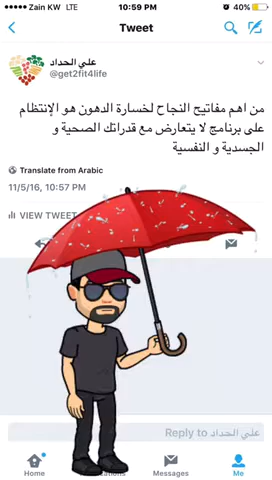 Zain KW LTE 10:59 PM 40%
Tweet
علي الحداد
@get2fit4life
من اهم مفاتيح النجاح لخسارة الدهون هو الإنتظام
على برنامج لا يتعارض مع قدراتك الصحية و
الجسدية و النفسية
Translate from Arabic
11/5/16, 10:57 PM
VIEW TWEET
Reply to علي الحداد
Home
Messages
Me